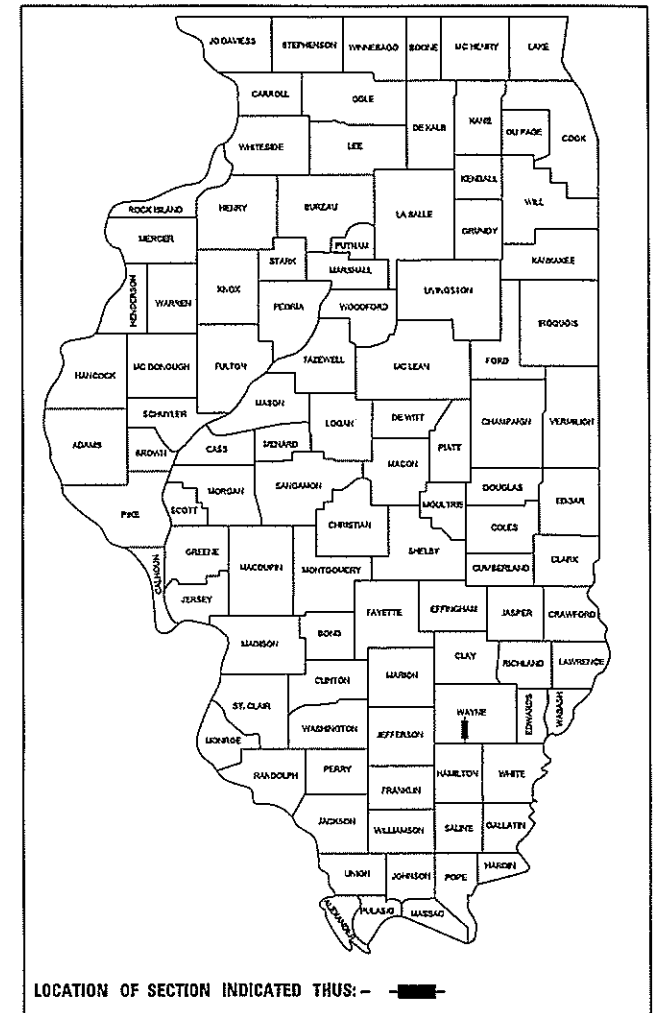 JO DAVIESS STEPHENSON WINNEBAGO BOONE MC HENRY LAKE
CARROLL OGLE DE KALB KANE DU PAGE COOK
WHITESIDE LEE
KENDALL
ROCK ISLAND HENRY BUREAU LA SALLE WILL
MERCER PUTNAM GRUNDY
STARK MARSHALL KANKAKEE
HENDERSON WARREN KNOX PEORIA WOODFORD LIVINGSTON IROQUOIS
HANCOCK MC DONOUGH FULTON TAZEWELL MC LEAN FORD
SCHUYLER MASON LOGAN DE WITT CHAMPAIGN VERMILION
ADAMS BROWN CASS MENARD MACON PIATT
PIKE SCOTT MORGAN SANGAMON CHRISTIAN MOULTRIE DOUGLAS EDGAR
COLES
CALHOUN GREENE MACOUPIN MONTGOMERY SHELBY CUMBERLAND CLARK
JERSEY FAYETTE EFFINGHAM JASPER CRAWFORD
MADISON BOND CLAY RICHLAND LAWRENCE
CLINTON MARION
ST. CLAIR WAYNE EDWARDS WABASH
MONROE WASHINGTON JEFFERSON
RANDOLPH PERRY HAMILTON WHITE
FRANKLIN
JACKSON WILLIAMSON SALINE GALLATIN
UNION JOHNSON POPE HARDIN
ALEXANDER PULASKI MASSAC
LOCATION OF SECTION INDICATED THUS: –